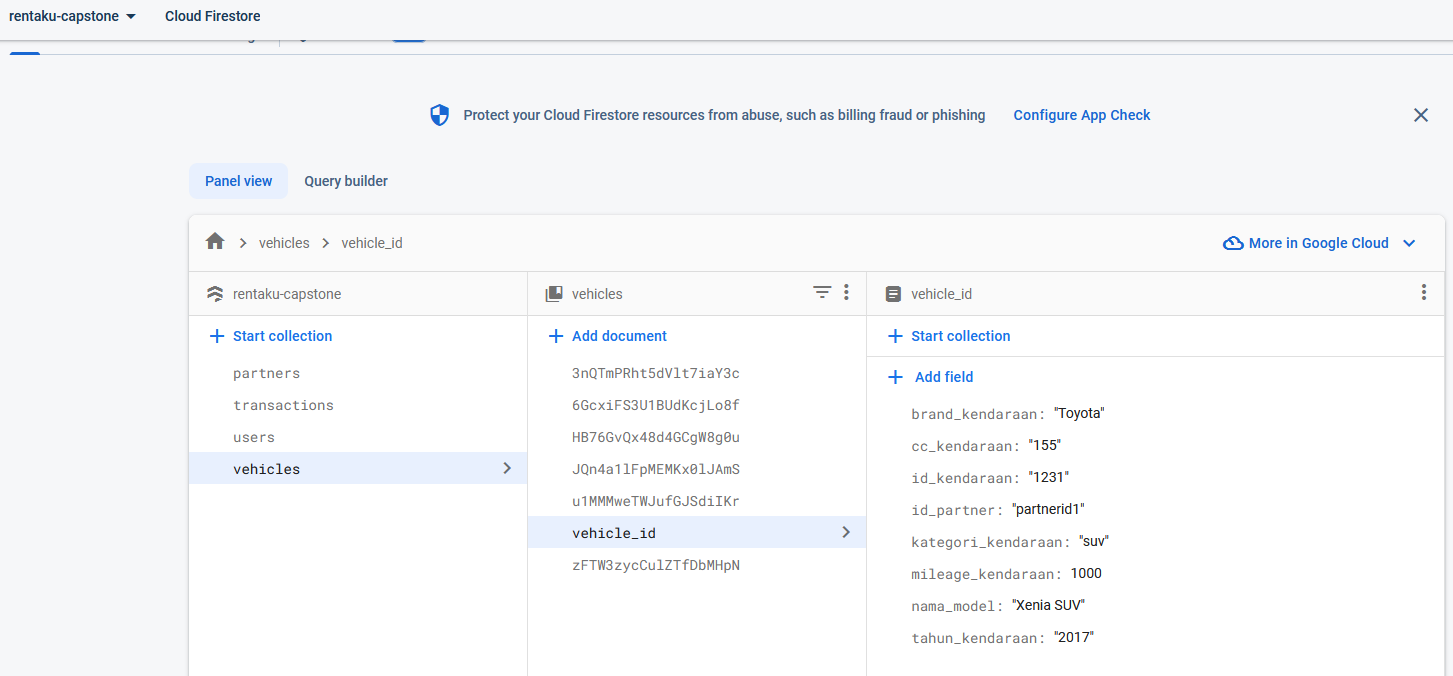 rentaku-capstone Cloud Firestore
Protect your Cloud Firestore resources from abuse, such as billing fraud or phishing Configure App Check
Panel view Query builder
vehicles vehicle_id More in Google Cloud
rentaku-capstone
Start collection
partners
transactions
users
vehicles
vehicles
Add document
3nQTmPRht5dVlt7iaY3c
6GcxiFS3U1BUdKcjLo8f
HB76GvQx48d4GCgW8g0u
JQn4a1lFpMEMKx0lJAmS
u1MMMweTWJufGJSdiIKr
vehicle_id
zFTW3zycCulZTfDbMHpN
vehicle_id
Start collection
Add field
brand_kendaraan: "Toyota"
cc_kendaraan: "155"
id_kendaraan: "1231"
id_partner: "partnerid1"
kategori_kendaraan: "suv"
mileage_kendaraan: 1000
nama_model: "Xenia SUV"
tahun_kendaraan: "2017"